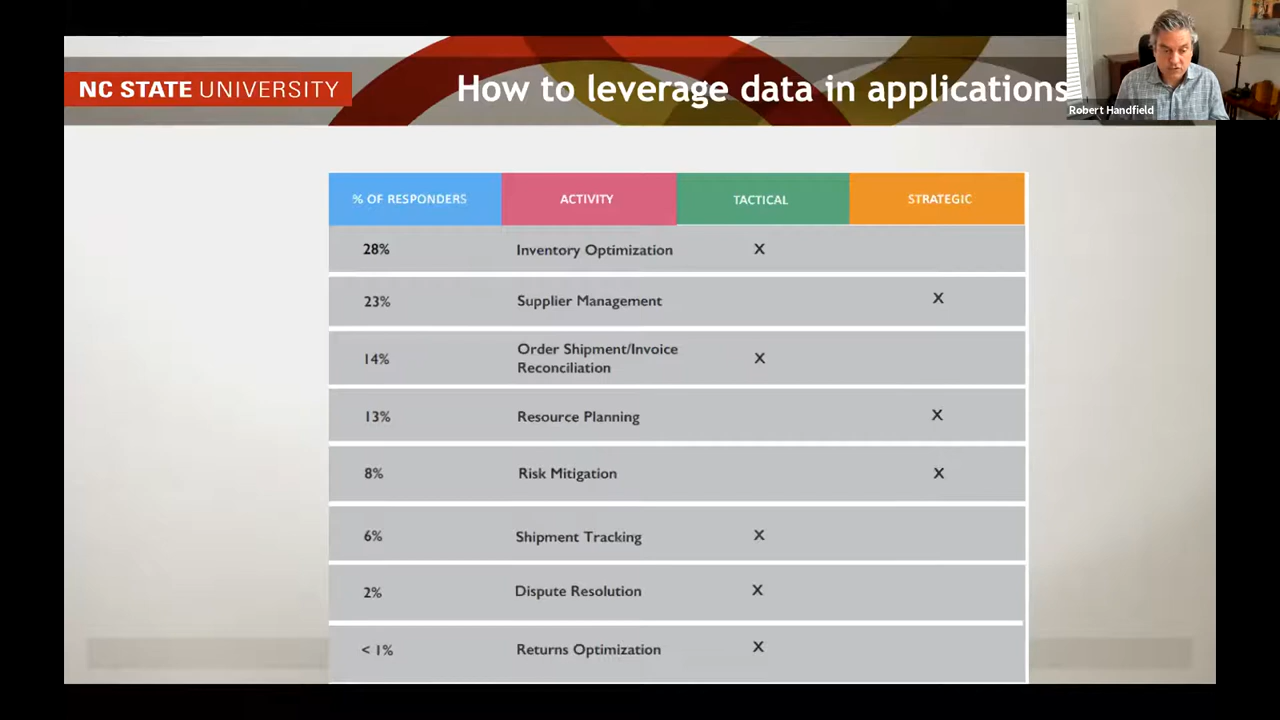 NC STATE UNIVERSITY
How to leverage data in applications
Robert Handfield
% OF RESPONDERS ACTIVITY TACTICAL STRATEGIC
28% Inventory Optimization X
23% Supplier Management X
14% Order Shipment/Invoice
Reconciliation X
13% Resource Planning X
8% Risk Mitigation X
6% Shipment Tracking X
2% Dispute Resolution X
< 1% Returns Optimization X